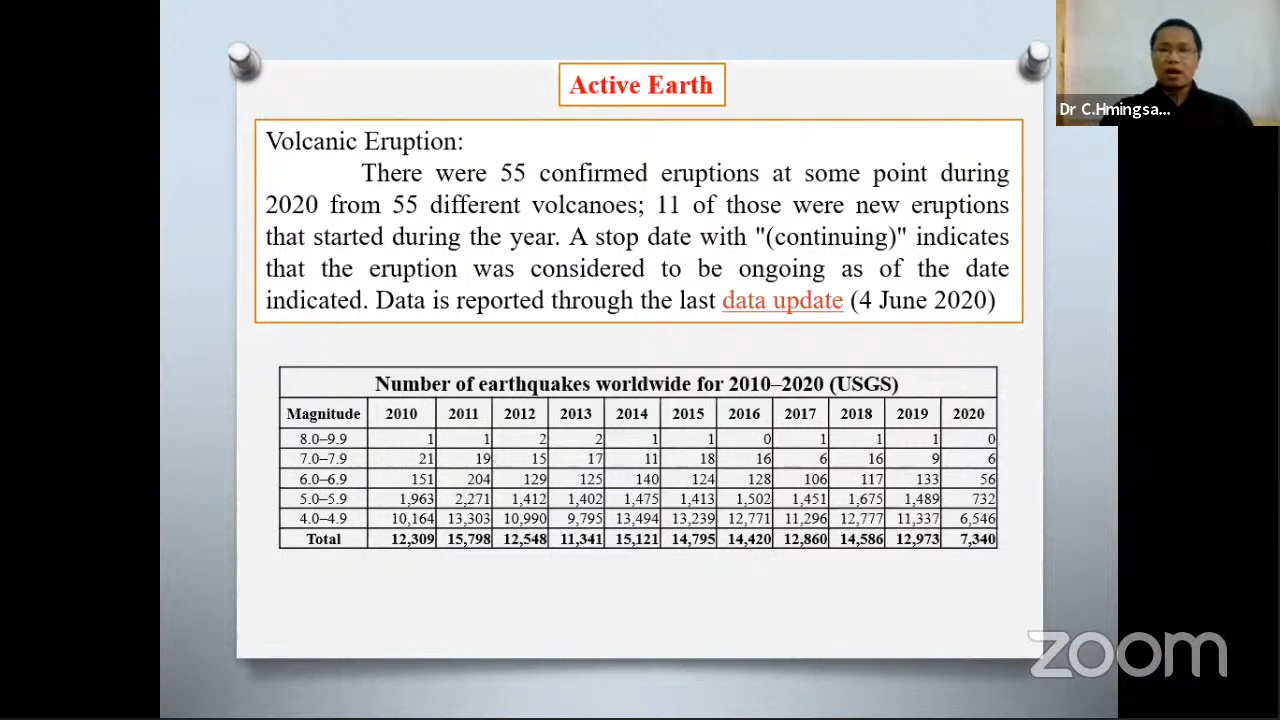 Active Earth
Dr C.Hmingsa...
Volcanic Eruption:
There were 55 confirmed eruptions at some point during
2020 from 55 different volcanoes; 11 of those were new eruptions
that started during the year. A stop date with "(continuing)" indicates
that the eruption was considered to be ongoing as of the date
indicated. Data is reported through the last data update (4 June 2020)
Number of earthquakes worldwide for 2010–2020 (USGS)
Magnitude 2010 2011 2012 2013 2014 2015 2016 2017 2018 2019 2020
8.0–9.9 1 1 2 2 1 1 0 1 1 1 0
7.0–7.9 21 19 15 17 11 18 16 6 16 9 6
6.0–6.9 151 204 129 125 140 124 128 106 117 133 56
5.0–5.9 1,963 2,271 1,412 1,402 1,475 1,413 1,502 1,451 1,675 1,489 732
4.0–4.9 10,164 13,303 10,990 9,795 13,494 13,239 12,771 11,296 12,777 11,337 6,546
Total 12,309 15,798 12,548 11,341 15,121 14,795 14,420 12,860 14,586 12,973 7,340
zoom